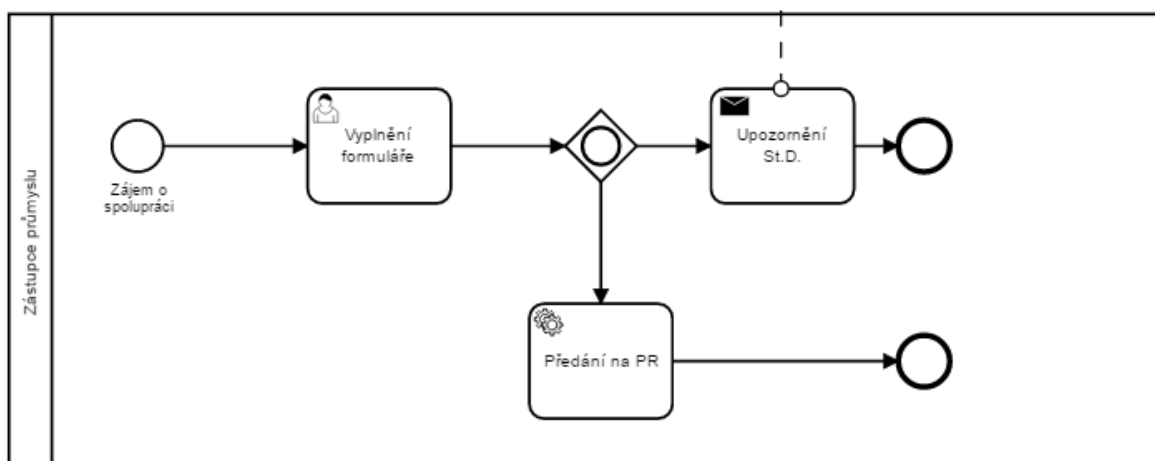 Zástupce průmyslu
Zájem o
spolupráci
Vyplnění
formuláře
Upozornění
St.D.
Předání na PR